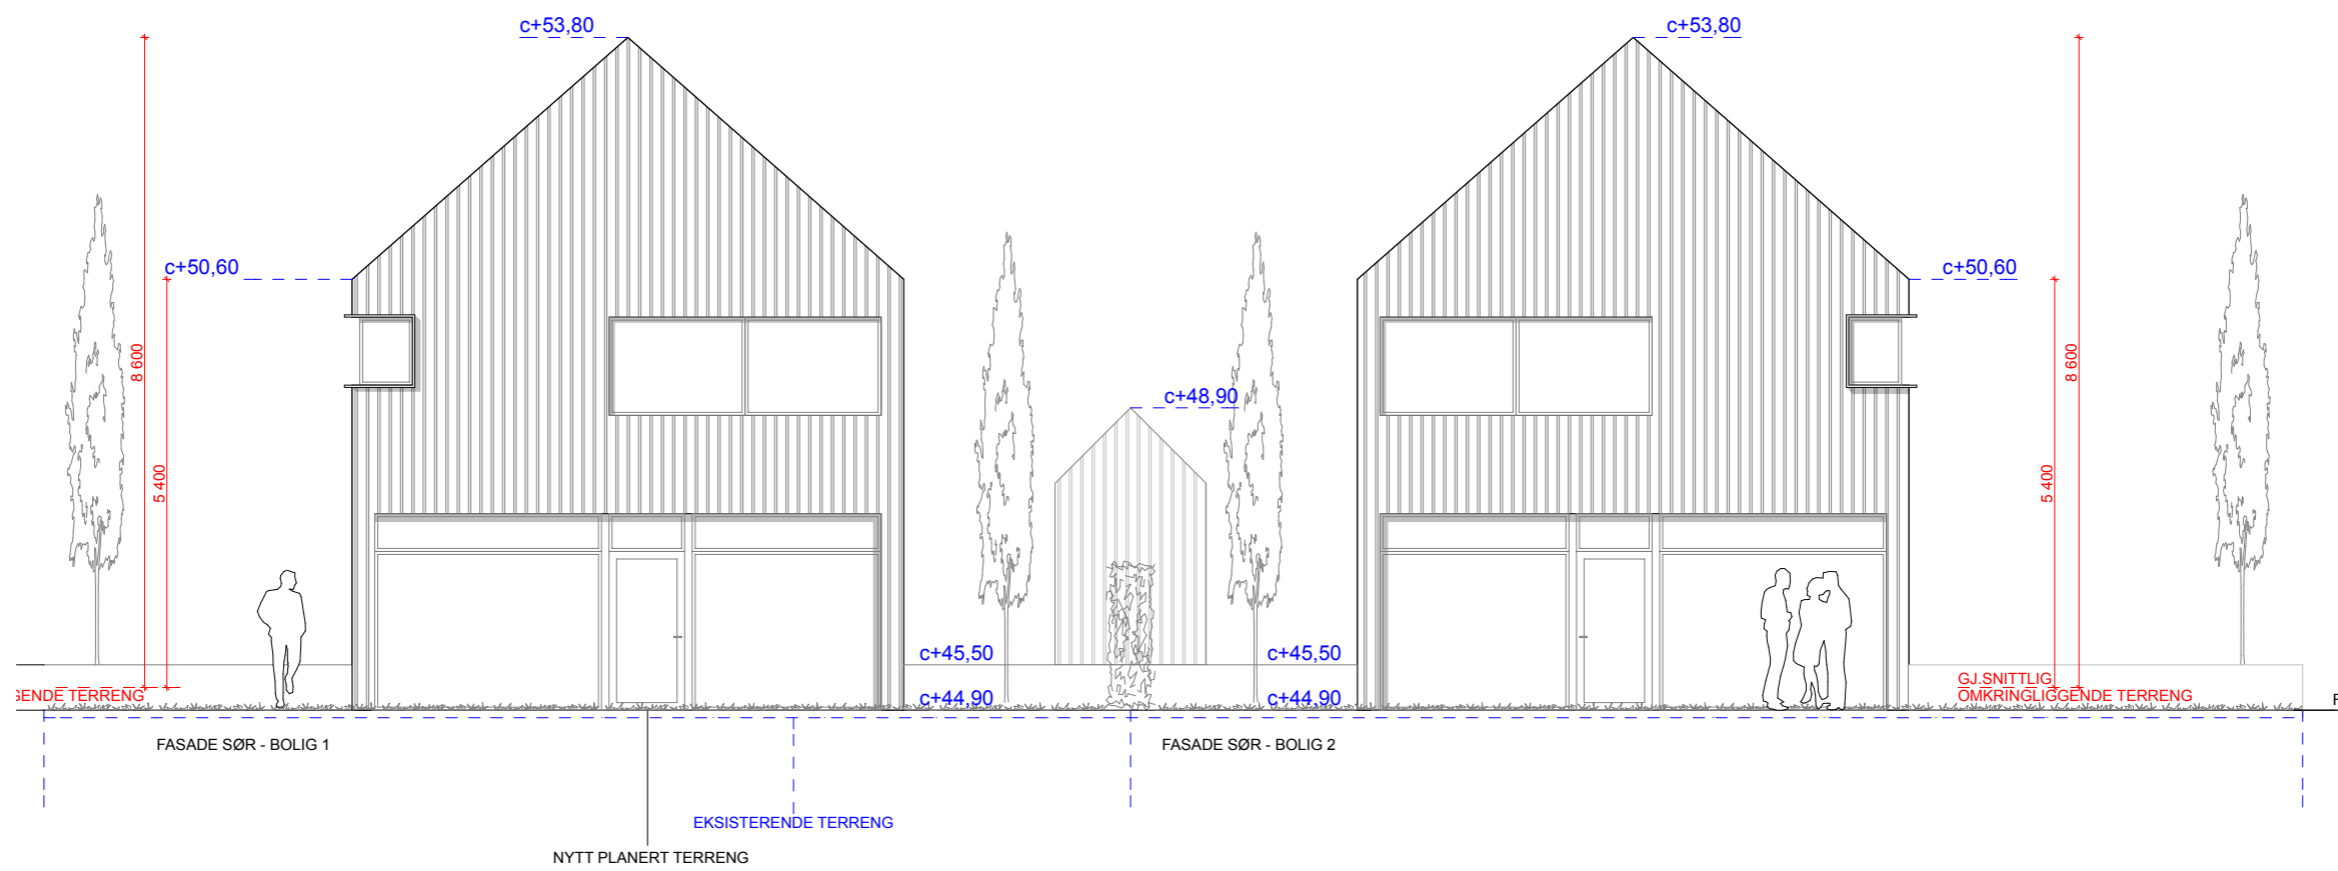 c+53,80
c+53,80
c+50,60
c+50,60
8 600
8 600
c+48,90
5 400
5 400
c+45,50
c+45,50
GJ.SNITTLIG
GENDE TERRENG
c+44,90
c+44,90
OMKRINGLIGGENDE TERRENG
FASADE SØR - BOLIG 1
FASADE SØR - BOLIG 2
EKSISTERENDE TERRENG
NYTT PLANERT TERRENG